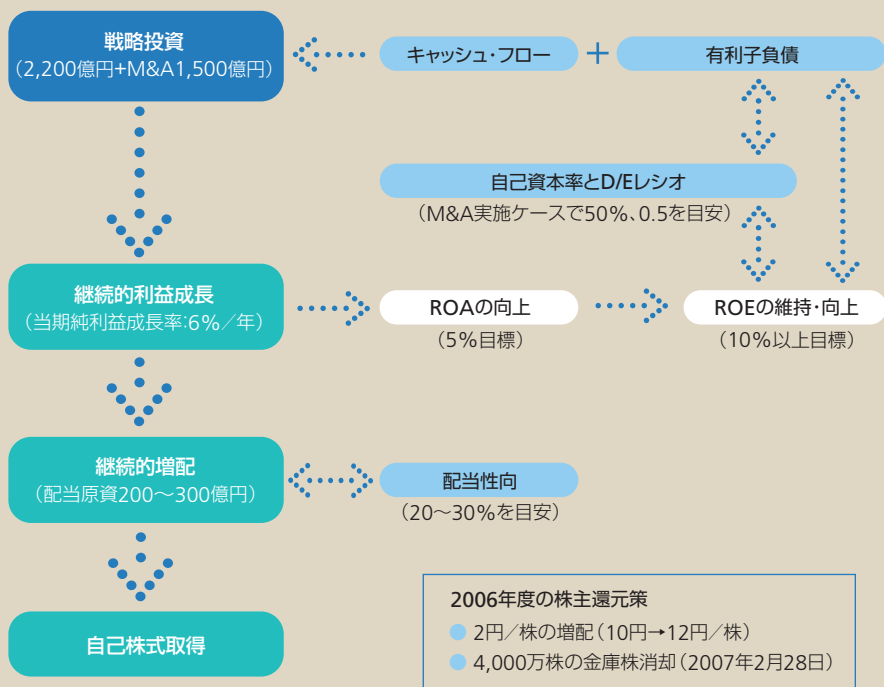 戦略投資
（2,200億円+M&A1,500億円）
キャッシュ・フロー
+
有利子負債
自己資本率とD/Eレシオ
（M&A実施ケースで50%、0.5を目安）
継続的利益成長
（当期純利益成長率:6%／年）
ROAの向上
（5%目標）
ROEの維持・向上
（10%以上目標）
継続的増配
（配当原資200〜300億円）
配当性向
（20〜30%を目安）
自己株式取得
2006年度の株主還元策
● 2円／株の増配（10円→12円／株）
● 4,000万株の金庫株消却（2007年2月28日）